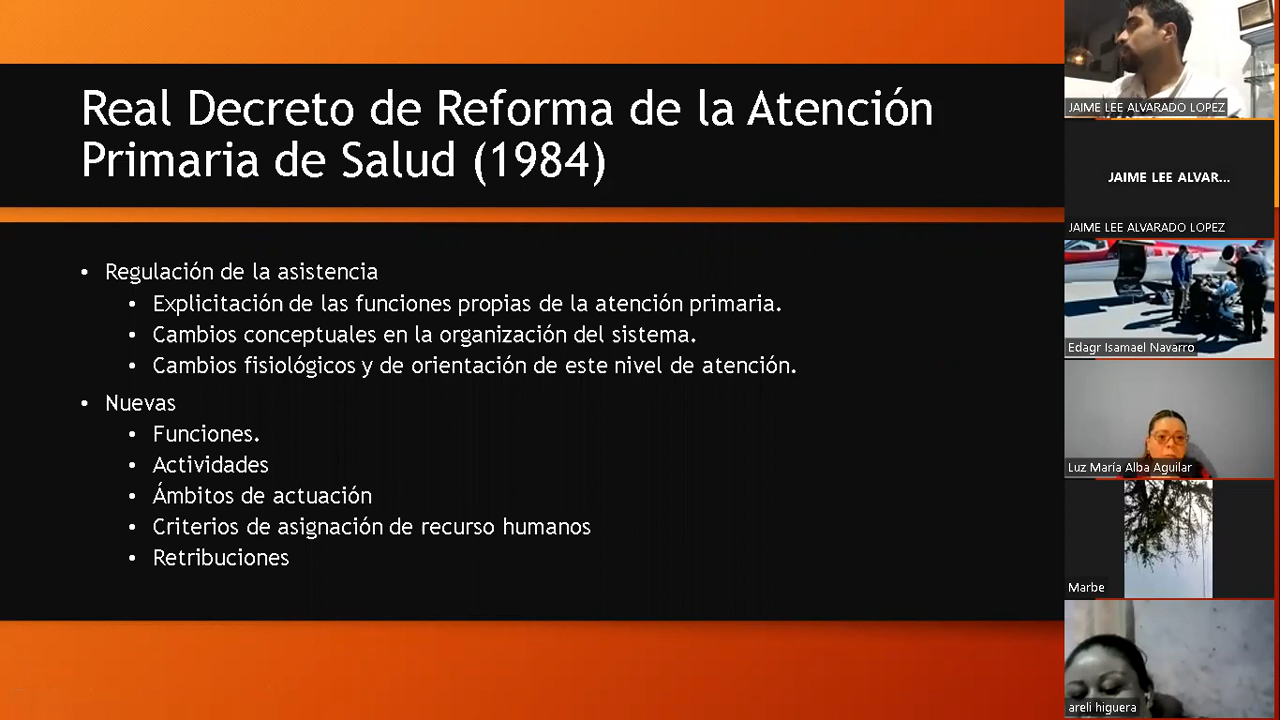 Real Decreto de Reforma de la Atención
Primaria de Salud (1984)
• Regulación de la asistencia
• Explicitación de las funciones propias de la atención primaria.
• Cambios conceptuales en la organización del sistema.
• Cambios fisiológicos y de orientación de este nivel de atención.
• Nuevas
• Funciones.
• Actividades
• Ámbitos de actuación
• Criterios de asignación de recurso humanos
• Retribuciones
JAIME LEE ALVARADO LOPEZ
JAIME LEE ALVAR...
JAIME LEE ALVARADO LOPEZ
Edagr Isamael Navarro
Luz María Alba Aguilar
Marbe
areli higuera